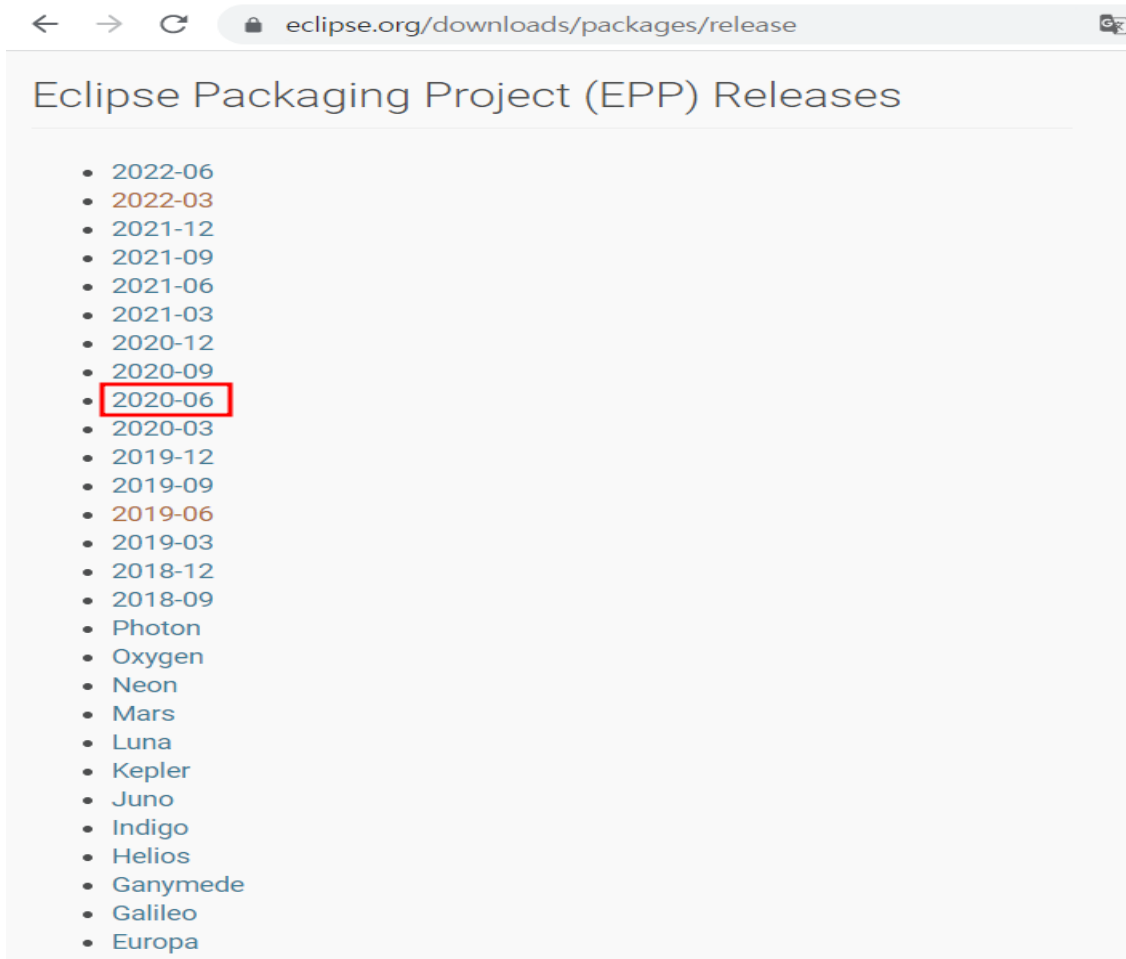 eclipse.org/downloads/packages/release
Eclipse Packaging Project (EPP) Releases
2022-06
2022-03
2021-12
2021-09
2021-06
2021-03
2020-12
2020-09
2020-06
2020-03
2019-12
2019-09
2019-06
2019-03
2018-12
2018-09
Photon
Oxygen
Neon
Mars
Luna
Kepler
Juno
Indigo
Helios
Ganymede
Galileo
Europa